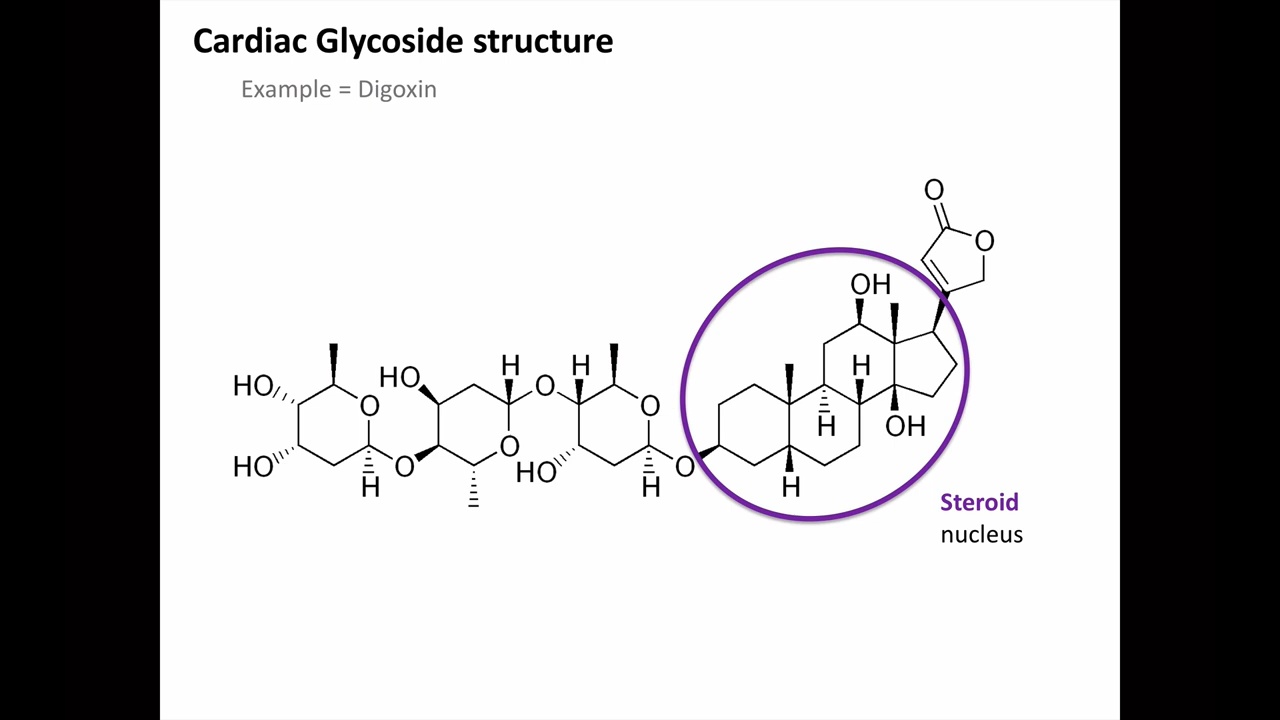 Cardiac Glycoside structure
Example = Digoxin
O
O
OH
H
H
H
HO
HO
O
O
O
H
OH
O
HO
HO
O
H
O
H
H
Steroid
nucleus